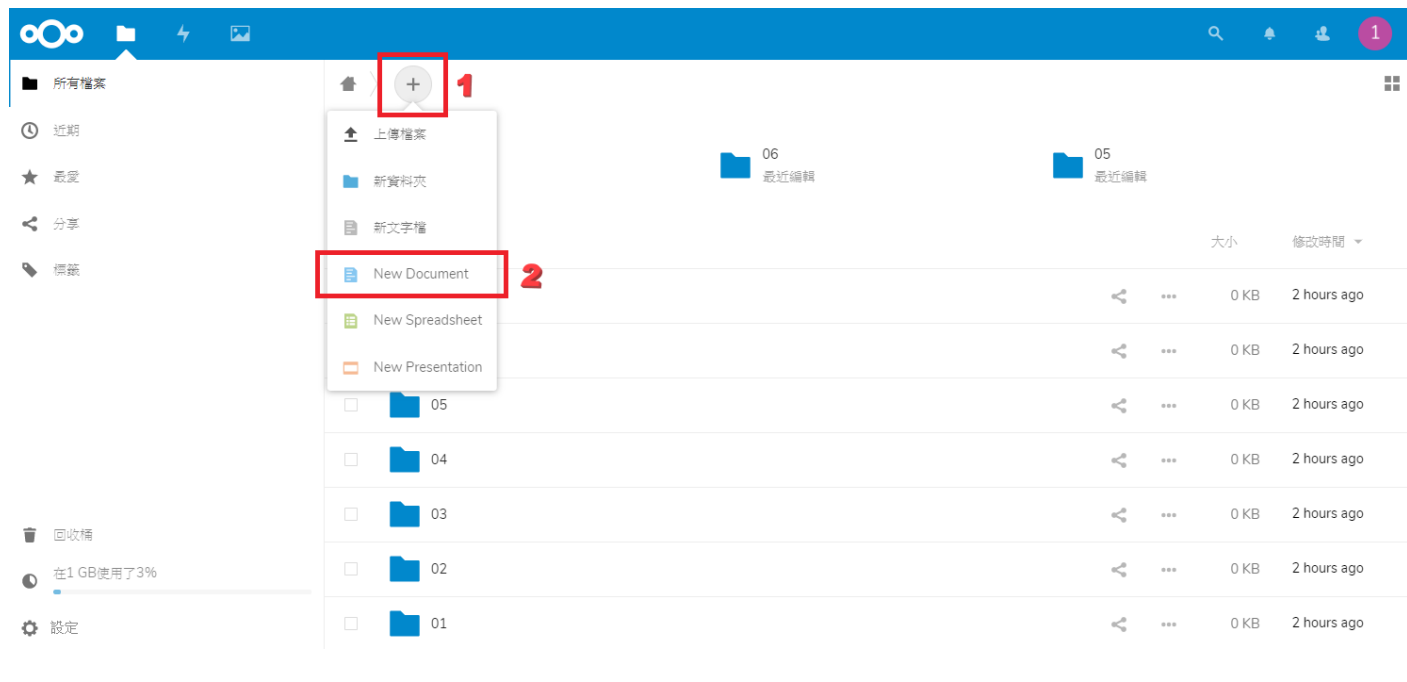 1
所有檔案
1
近期
上傳檔案
06
最近編輯
05
最近編輯
最愛
新資料夾
分享
新文字檔
大小
修改時間
標籤
New Document
2
0 KB
2 hours ago
New Spreadsheet
0 KB
2 hours ago
New Presentation
05
0 KB
2 hours ago
04
0 KB
2 hours ago
03
0 KB
2 hours ago
回收桶
02
0 KB
2 hours ago
在1 GB使用了3%
01
0 KB
2 hours ago
設定